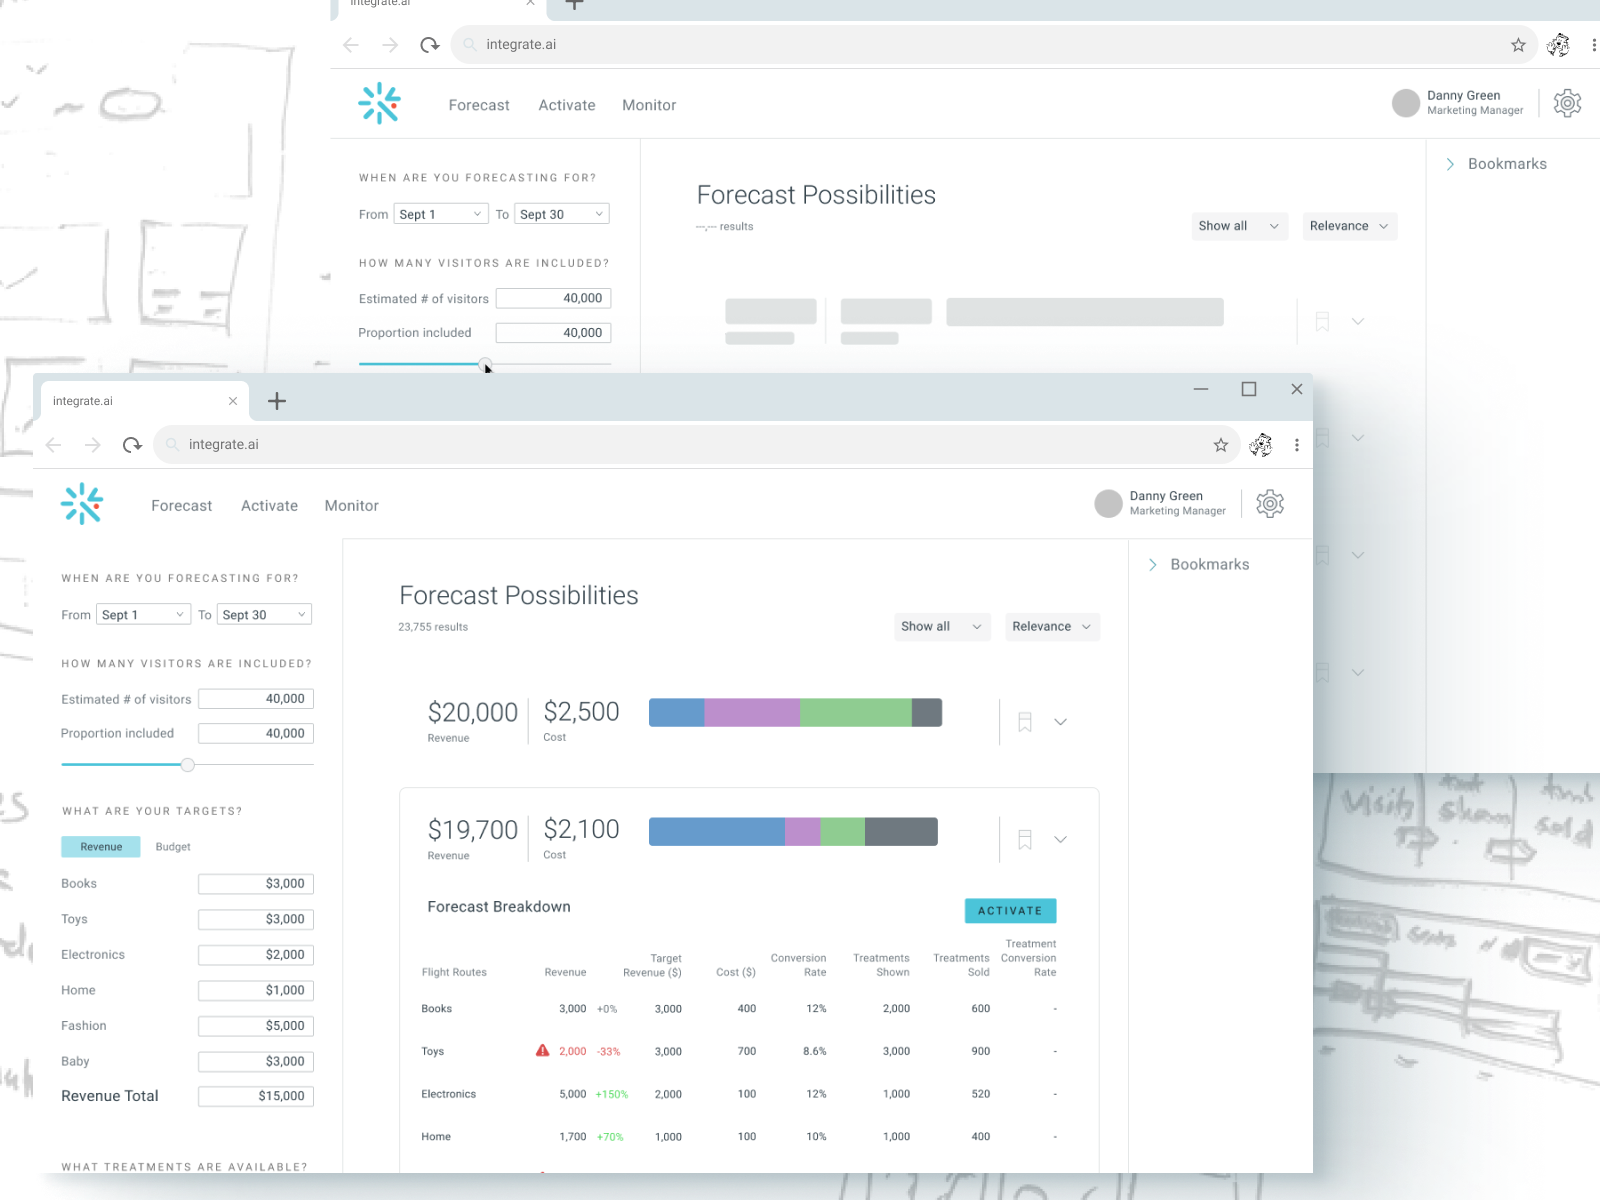 integrate.ai
integrate.ai
Forecast Activate Monitor
Danny Green
Marketing Manager
WHEN ARE YOU FORECASTING FOR?
From Sept 1 To Sept 30
HOW MANY VISITORS ARE INCLUDED?
Estimated # of visitors 40,000
Proportion included 40,000
Forecast Possibilities
--,--- results
Show all Relevance
Bookmarks
integrate.ai
integrate.ai
Forecast Activate Monitor
Danny Green
Marketing Manager
WHEN ARE YOU FORECASTING FOR?
From Sept 1 To Sept 30
HOW MANY VISITORS ARE INCLUDED?
Estimated # of visitors 40,000
Proportion included 40,000
WHAT ARE YOUR TARGETS?
Revenue Budget
Books $3,000
Toys $3,000
Electronics $2,000
Home $1,000
Fashion $5,000
Baby $3,000
Revenue Total $15,000
WHAT TREATMENTS ARE AVAILABLE?
Forecast Possibilities
23,755 results
Show all Relevance
$20,000 $2,500
Revenue Cost
$19,700 $2,100
Revenue Cost
Forecast Breakdown
ACTIVATE
Flight Routes Revenue Target Revenue ($) Cost ($) Conversion Rate Treatments Shown Treatments Sold Treatment Conversion Rate
Books 3,000 +0% 3,000 400 12% 2,000 600 -
Toys 2,000 -33% 3,000 700 8.6% 3,000 900 -
Electronics 5,000 +150% 2,000 100 12% 1,000 520 -
Home 1,700 +70% 1,000 100 10% 1,000 400 -
Bookmarks
Visits shown sold